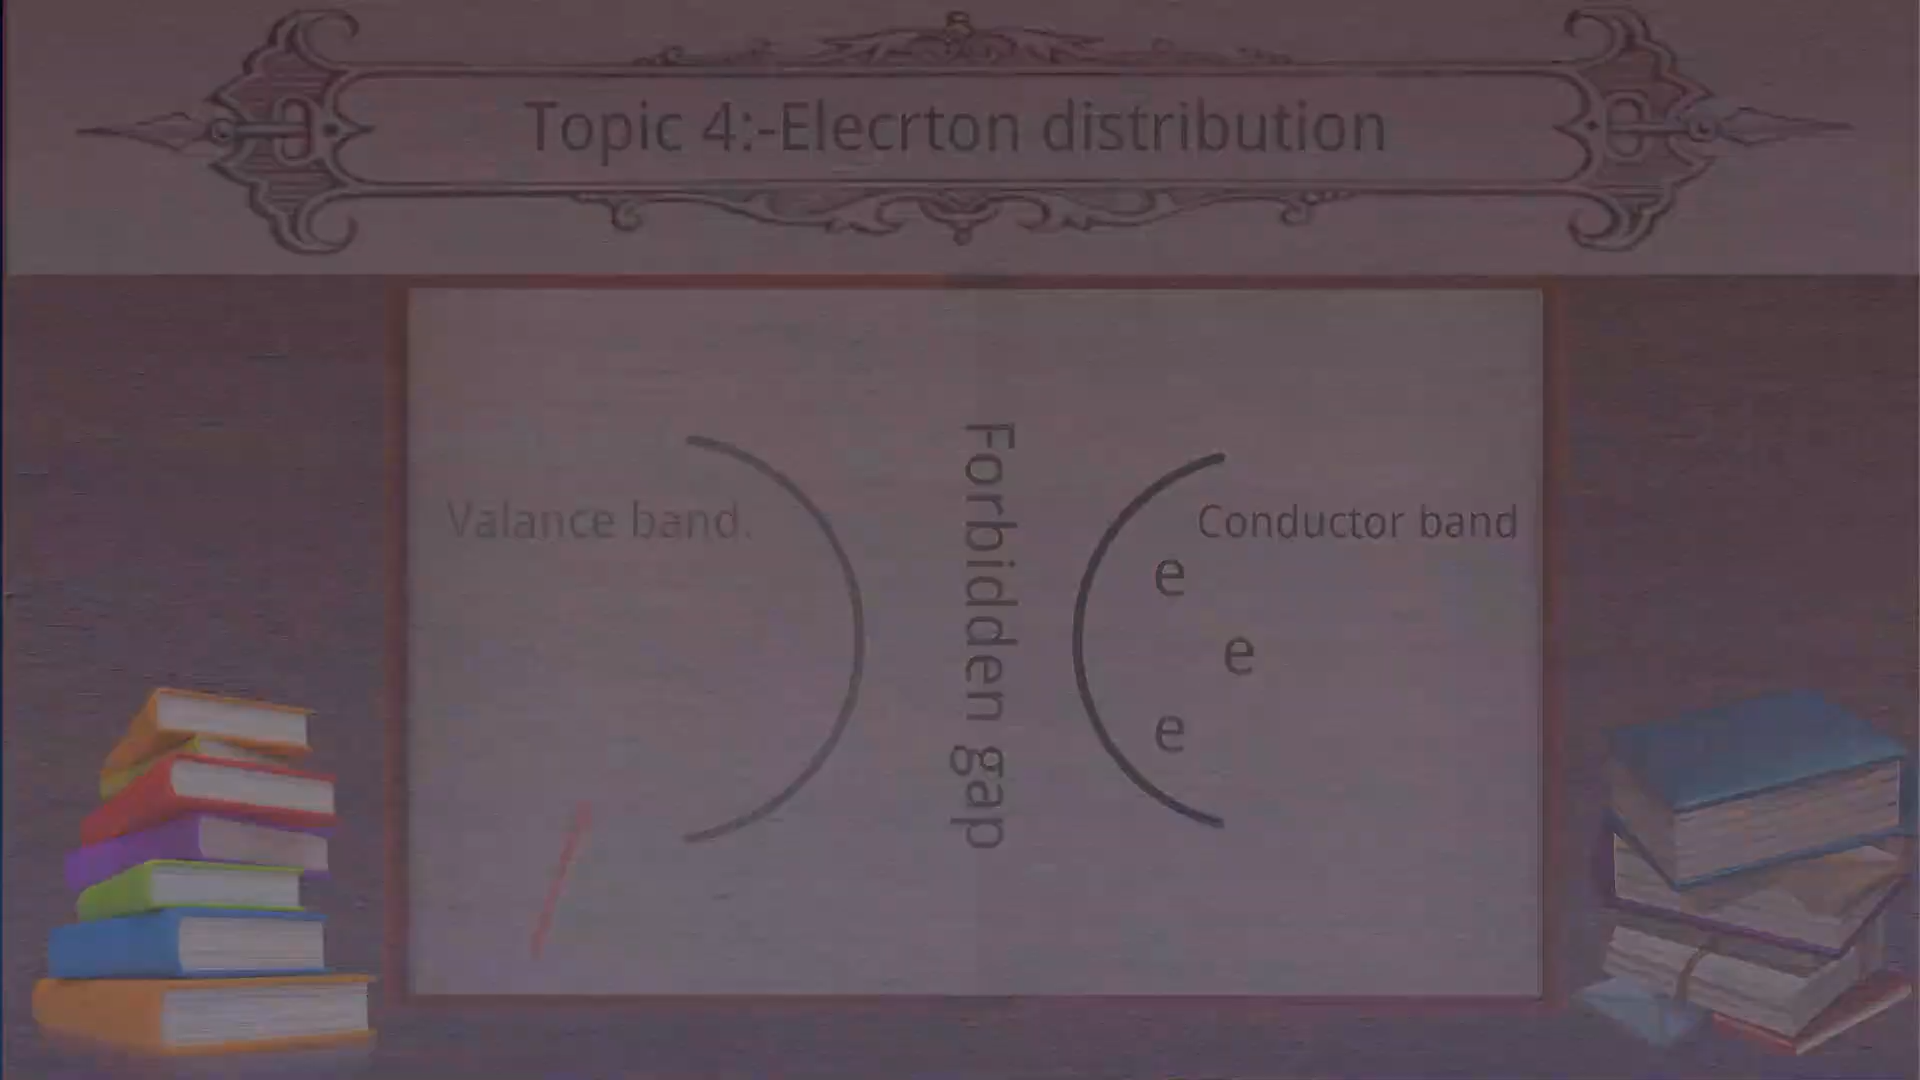 Topic 4:-Elecrton distribution
Valance band.
Forbidden gap
Conductor band
e
e
e